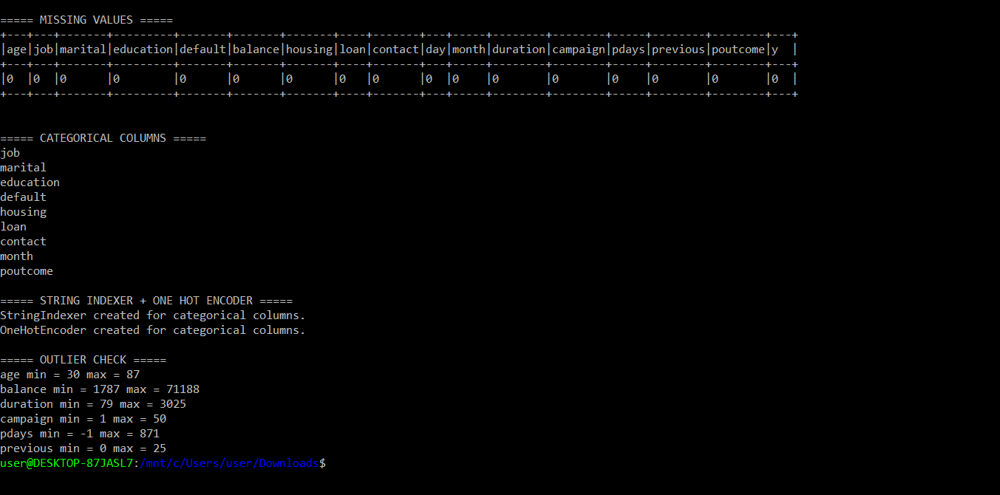 ===== MISSING VALUES =====
+---+---+-------+---------+-------+-------+-------+----+-------+---+-----+--------+--------+-----+--------+--------+---+
|age|job|marital|education|default|balance|housing|loan|contact|day|month|duration|campaign|pdays|previous|poutcome|y  |
+---+---+-------+---------+-------+-------+-------+----+-------+---+-----+--------+--------+-----+--------+--------+---+
|0  |0  |0      |0        |0      |0      |0      |0   |0      |0  |0    |0       |0       |0    |0       |0       |0  |
+---+---+-------+---------+-------+-------+-------+----+-------+---+-----+--------+--------+-----+--------+--------+---+
===== CATEGORICAL COLUMNS =====
job
marital
education
default
housing
loan
contact
month
poutcome
===== STRING INDEXER + ONE HOT ENCODER =====
StringIndexer created for categorical columns.
OneHotEncoder created for categorical columns.
===== OUTLIER CHECK =====
age min = 30 max = 87
balance min = 1787 max = 71188
duration min = 79 max = 3025
campaign min = 1 max = 50
pdays min = -1 max = 871
previous min = 0 max = 25
user@DESKTOP-87JASL7:/mnt/c/Users/user/Downloads$